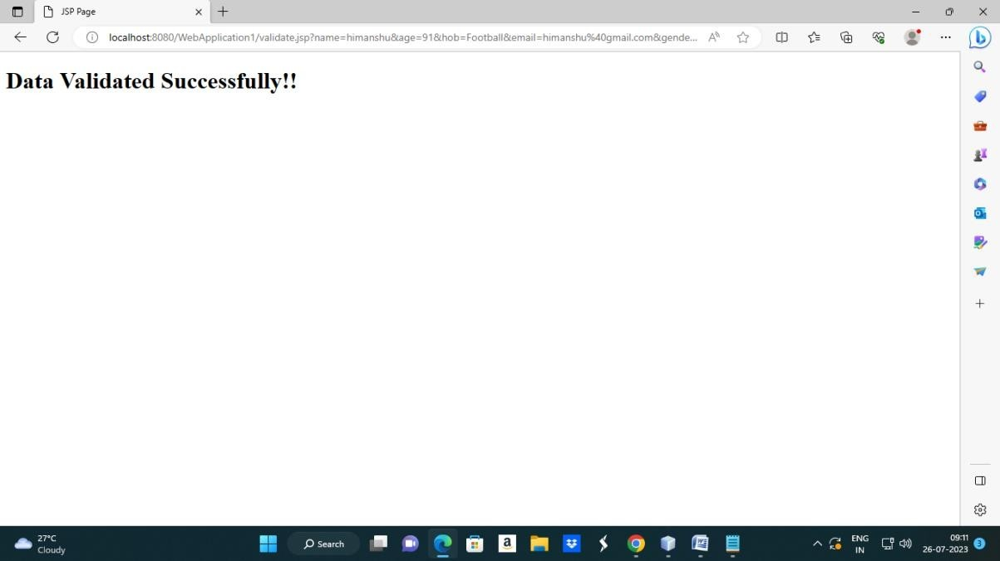 JSP Page
localhost:8080/WebApplication1/validate.jsp?name=himanshu&age=91&hob=Football&email=himanshu%40gmail.com&gende...
Data Validated Successfully!!
27°C
Cloudy
Search
ENG
IN
09:11
26-07-2023
3